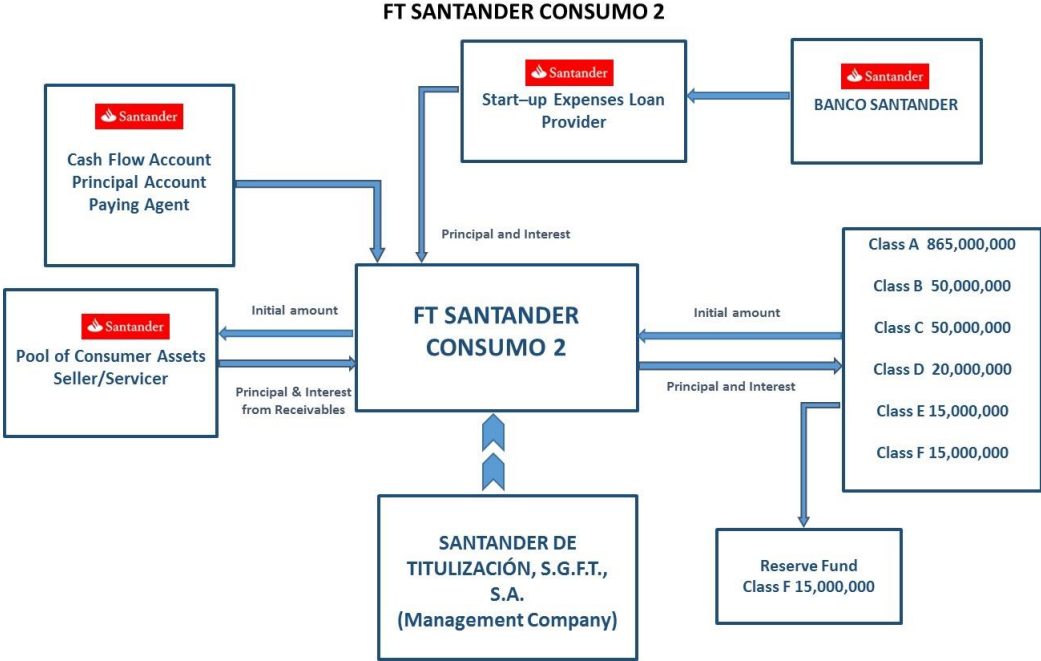 FT SANTANDER CONSUMO 2
Santander
Start–up Expenses Loan
Provider
Santander
BANCO SANTANDER
Santander
Cash Flow Account
Principal Account
Paying Agent
Principal and Interest
Class A 865,000,000
Class B 50,000,000
Class C 50,000,000
Class D 20,000,000
Class E 15,000,000
Class F 15,000,000
Santander
Pool of Consumer Assets
Seller/Servicer
Initial amount
Principal & Interest
from Receivables
FT SANTANDER
CONSUMO 2
Initial amount
Principal and Interest
SANTANDER DE
TITULIZACIÓN, S.G.F.T.,
S.A.
(Management Company)
Reserve Fund
Class F 15,000,000